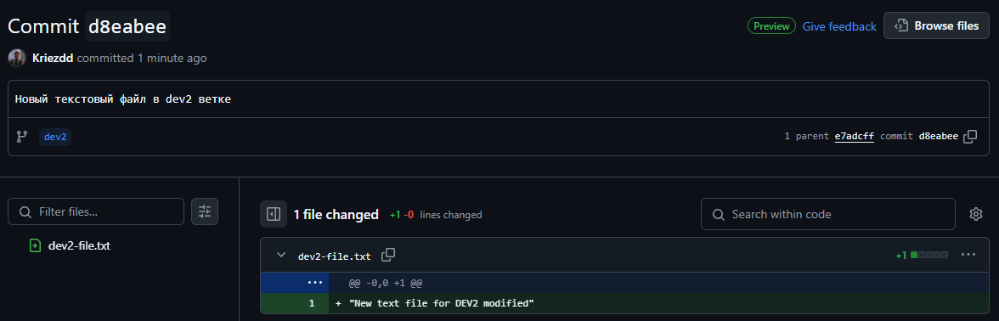 Commit d8eabee
Preview Give feedback Browse files
Kriezdd committed 1 minute ago
Новый текстовый файл в dev2 ветке
dev2
1 parent e7adcff commit d8eabee
Filter files...
dev2-file.txt
1 file changed +1 -0 lines changed
Search within code
dev2-file.txt
+1
@@ -0,0 +1 @@
1 + "New text file for DEV2 modified"